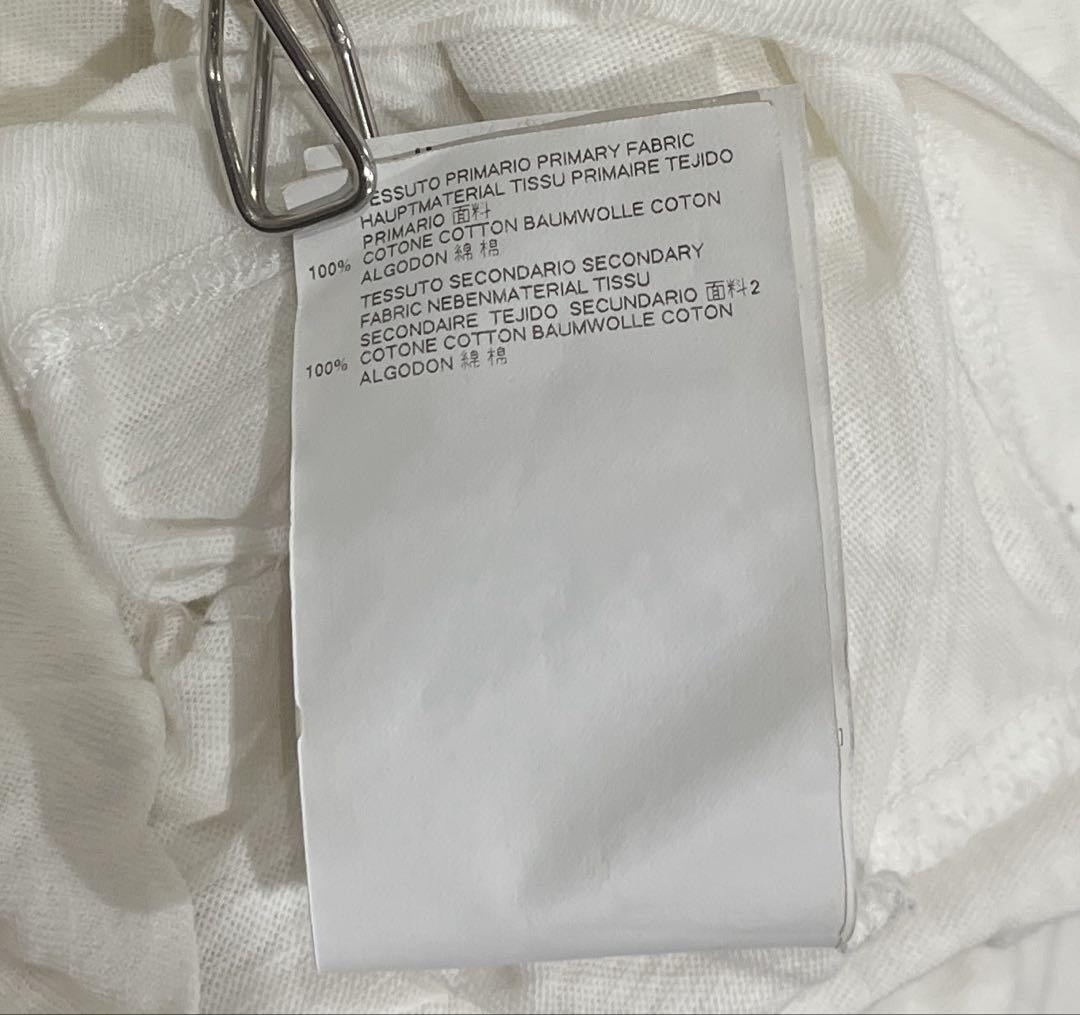 ESSUTO PRIMARIO PRIMARY FABRIC
HAUPTMATERIAL TISSU PRIMAIRE TEJIDO
PRIMARIO 面料
100% COTONE COTTON BAUMWOLLE COTON
ALGODON 綿 棉
TESSUTO SECONDARIO SECONDARY
FABRIC NEBENMATERIAL TISSU
SECONDAIRE TEJIDO SECUNDARIO 面料2
100% COTONE COTTON BAUMWOLLE COTON
ALGODON 綿 棉